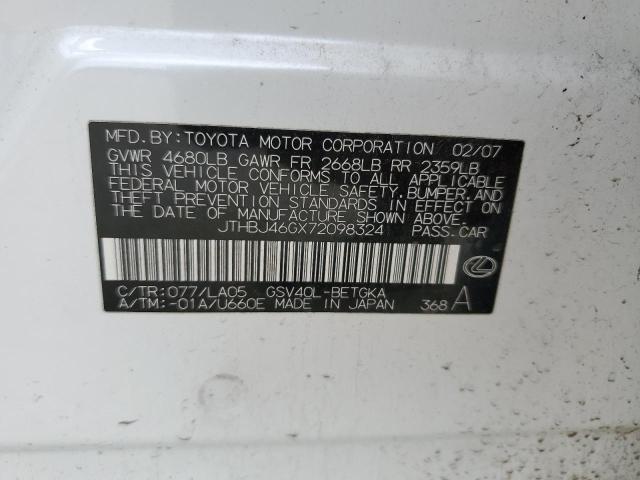 MFD.BY:TOYOTA MOTOR CORPORATION 02/07
GVWR 4680LB GAWR FR 2668LB RR 2359LB
THIS VEHICLE CONFORMS TO ALL APPLICABLE
FEDERAL MOTOR VEHICLE SAFETY, BUMPER, AND
THEFT PREVENTION STANDARDS IN EFFECT ON
THE DATE OF MANUFACTURE SHOWN ABOVE.
JTHBJ46GX72098324 PASS.CAR
C/TR:077/LA05 GSV40L-BETGKA
A/TM:-01A/U660E MADE IN JAPAN 368 A